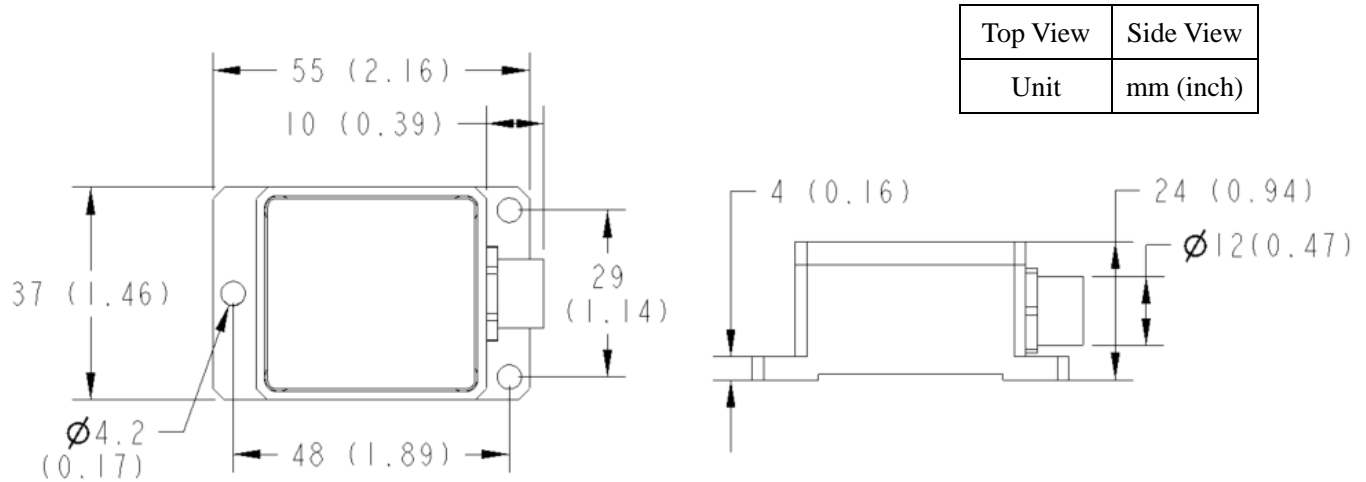 Top View Side View
Unit mm (inch)
55 (2.16)
10 (0.39)
37 (1.46)
29
(1.14)
Ø4.2
(0.17)
48 (1.89)
4 (0.16)
24 (0.94)
Ø12(0.47)